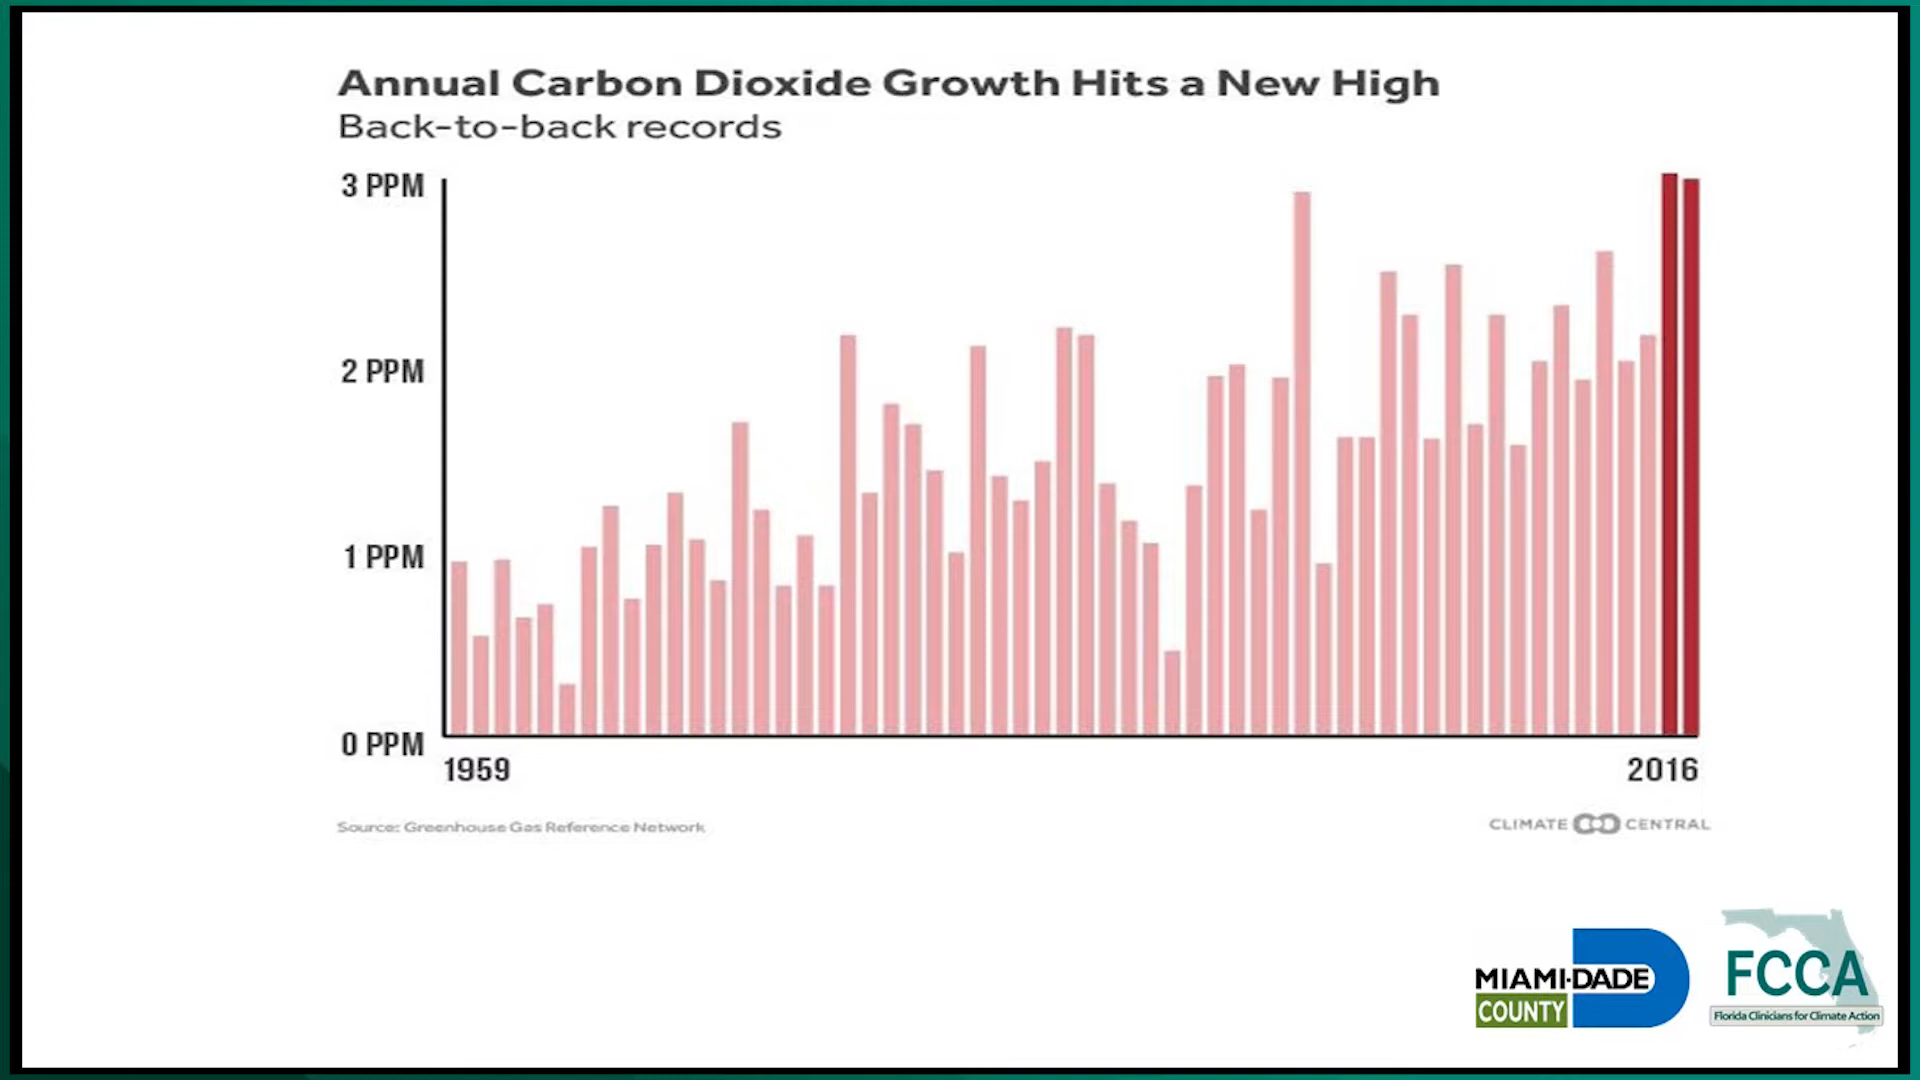 Annual Carbon Dioxide Growth Hits a New High
Back-to-back records
3 PPM
2 PPM
1 PPM
0 PPM
1959
2016
Source: Greenhouse Gas Reference Network
CLIMATE CENTRAL
MIAMI-DADE
COUNTY
FCCA
Florida Clinicians for Climate Action